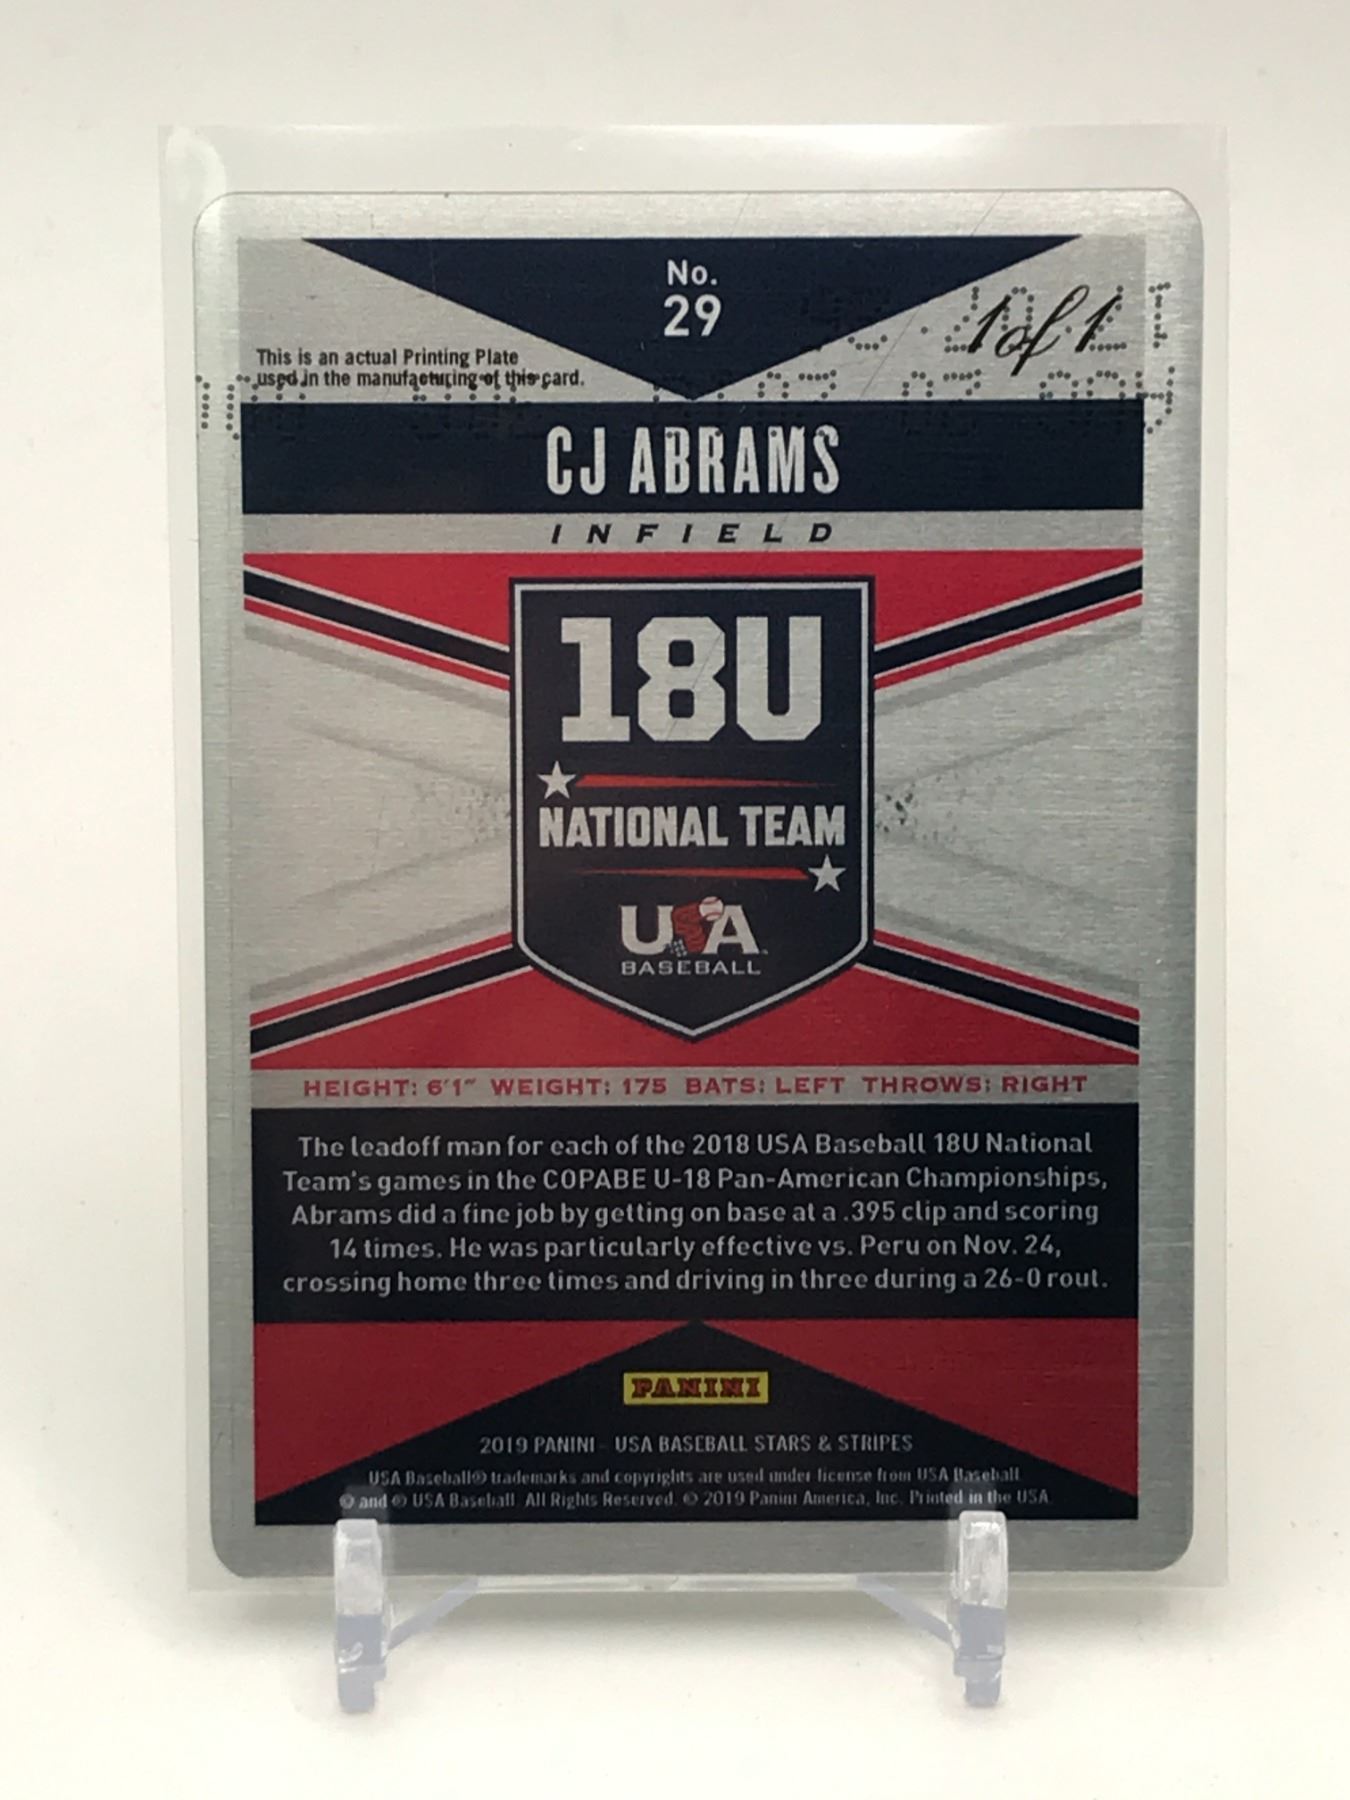 No.
29
1 of 1
This is an actual Printing Plate
used in the manufacturing of this card.
CJ ABRAMS
INFIELD
18U
NATIONAL TEAM
USA
BASEBALL
HEIGHT: 6'1" WEIGHT: 175 BATS: LEFT THROWS: RIGHT
The leadoff man for each of the 2018 USA Baseball 18U National
Team's games in the COPABE U-18 Pan-American Championships,
Abrams did a fine job by getting on base at a .395 clip and scoring
14 times. He was particularly effective vs. Peru on Nov. 24,
crossing home three times and driving in three during a 26-0 rout.
PANINI
2019 PANINI - USA BASEBALL STARS & STRIPES
USA Baseball® trademarks and copyrights are used under license from USA Baseball.
© and ® USA Baseball. All Rights Reserved. © 2019 Panini America, Inc. Printed in the USA.